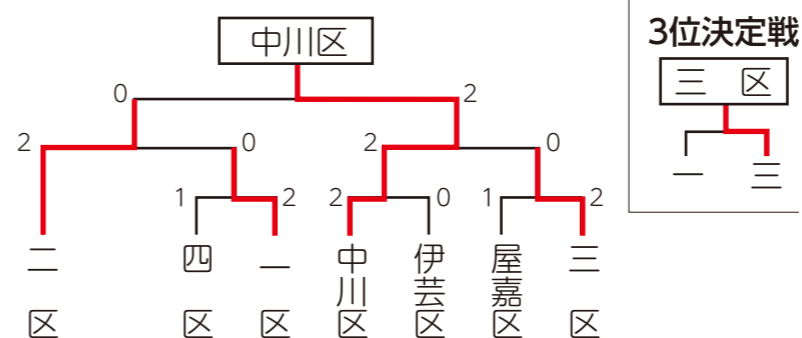 中川区
0 2
2 0 2 0
1 2 2 0 1 2
二区
四区
一区
中川区
伊芸区
屋嘉区
三区
3位決定戦
三 区
一 三